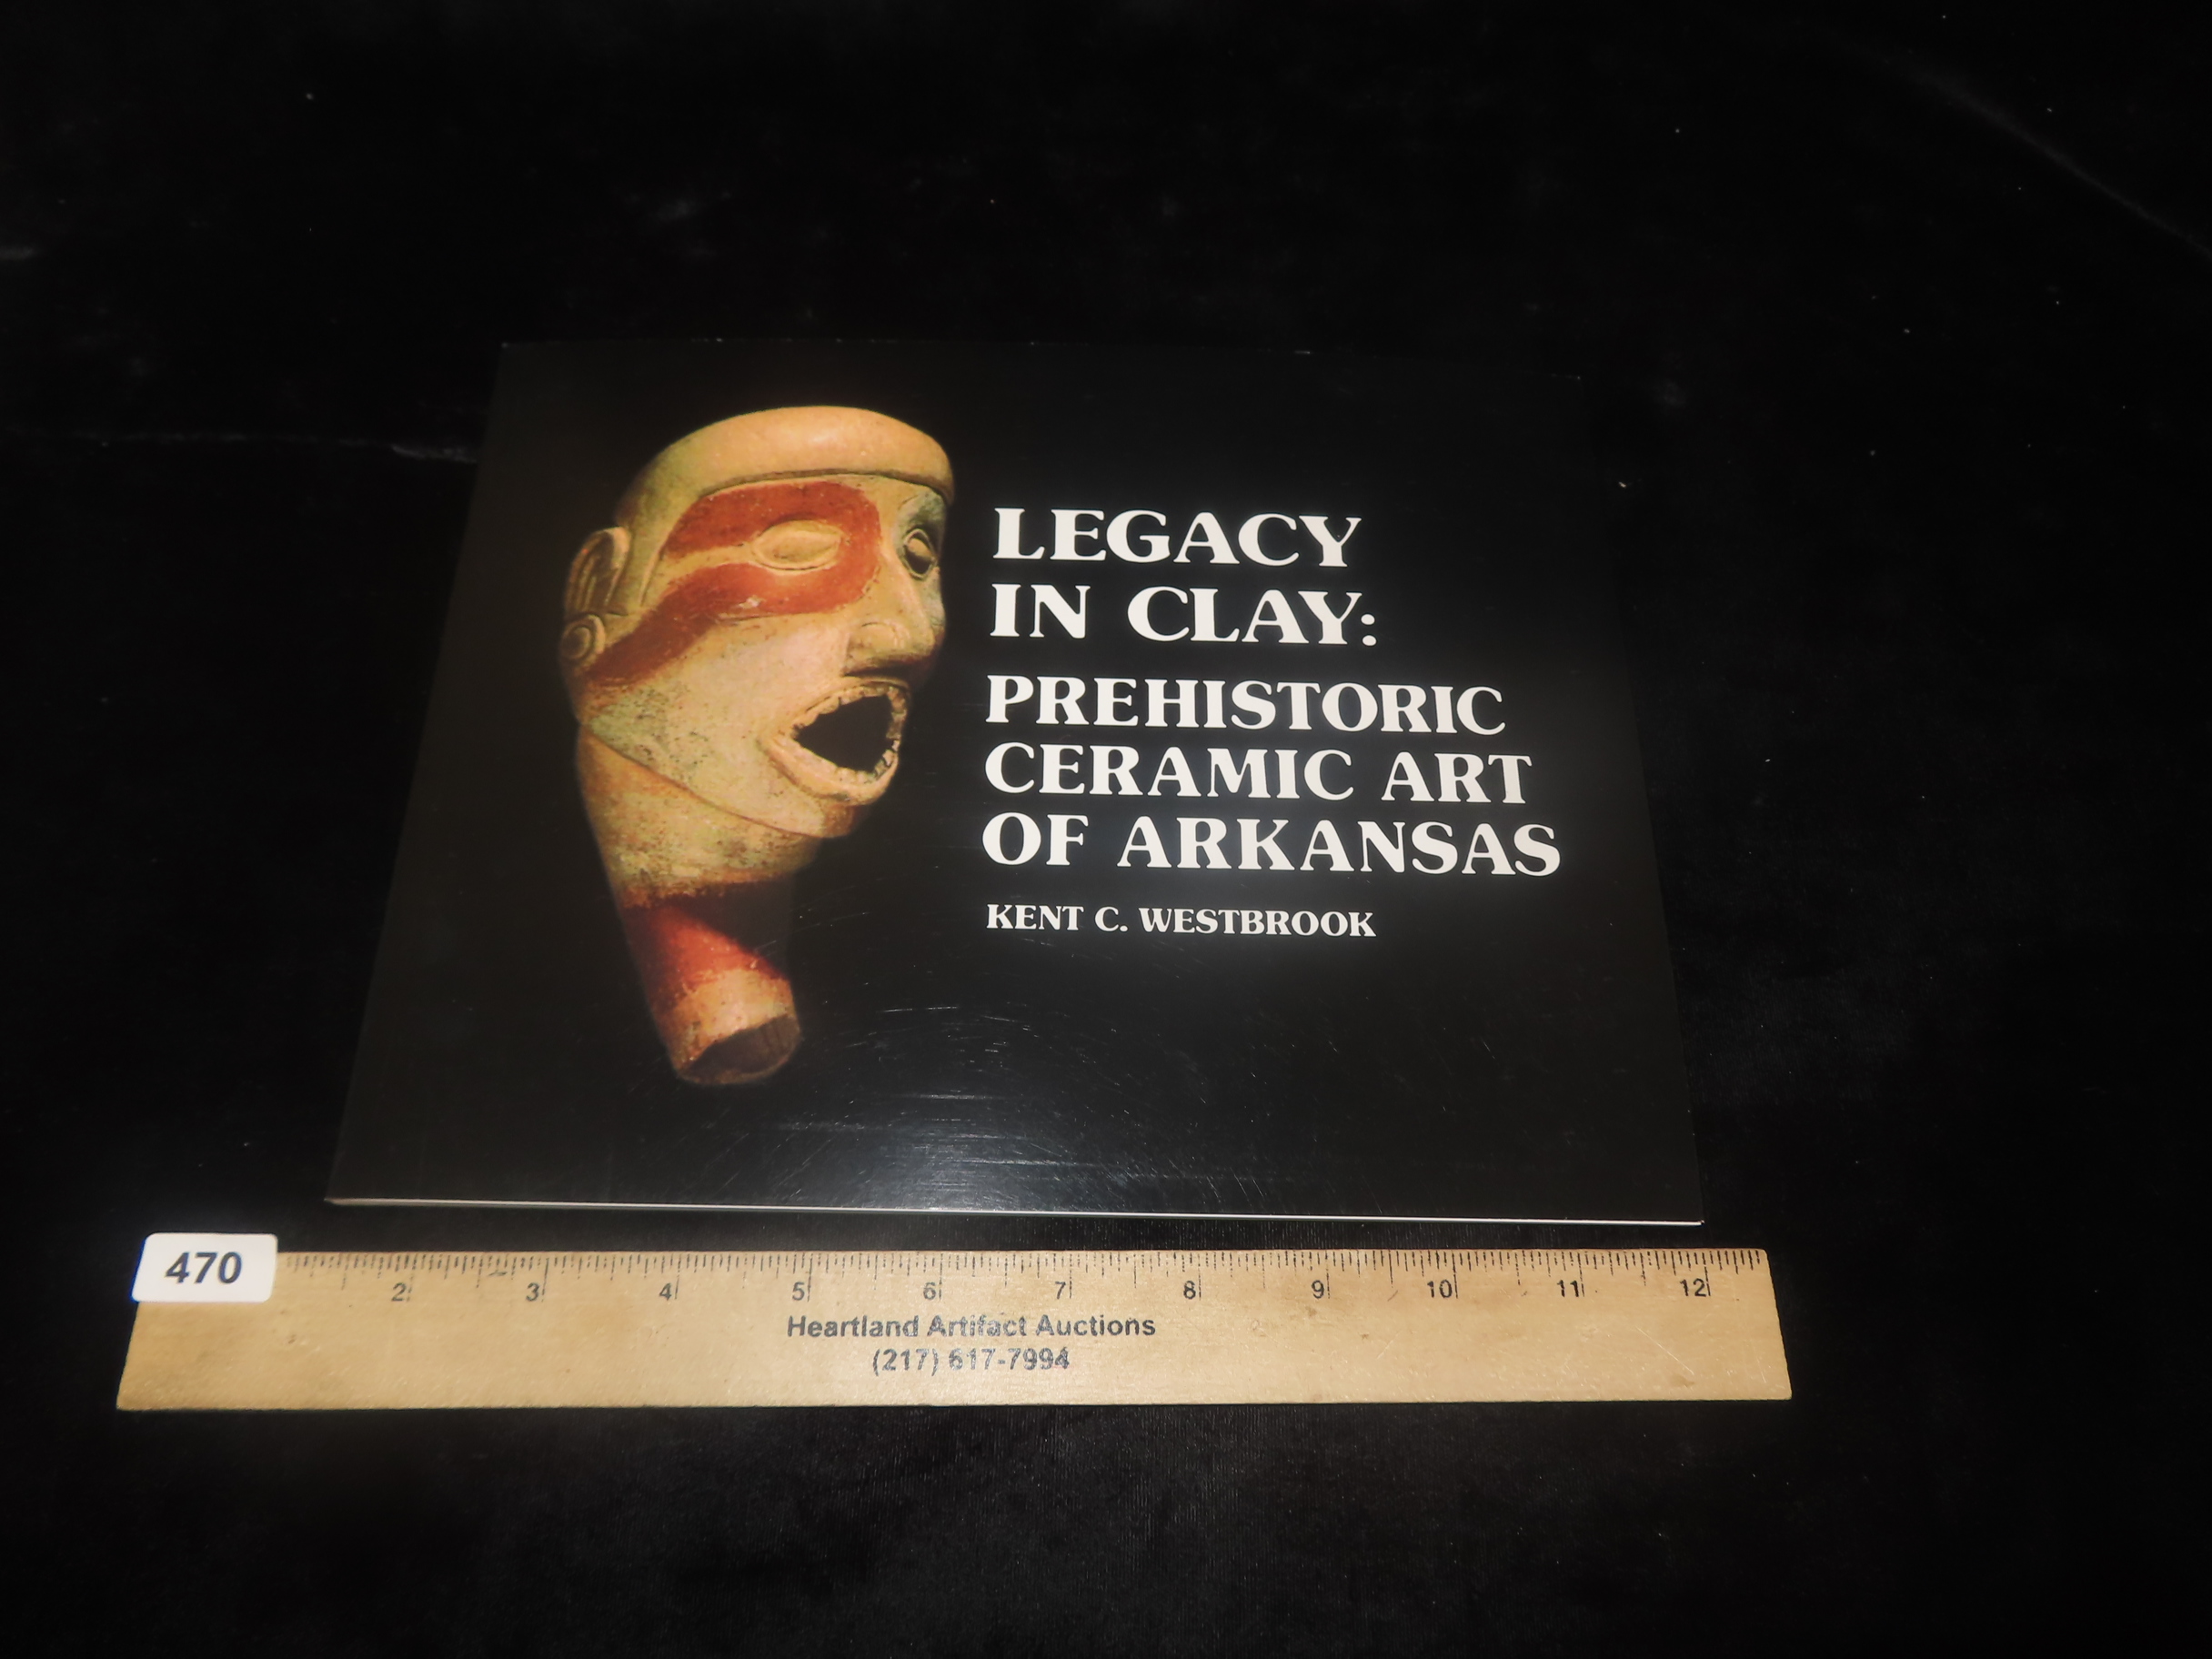 LEGACY
IN CLAY:
PREHISTORIC
CERAMIC ART
OF ARKANSAS
KENT C. WESTBROOK
470
2 3 4 5 6 7 8 9 10 11 12
Heartland Artifact Auctions
(217) 617-7994